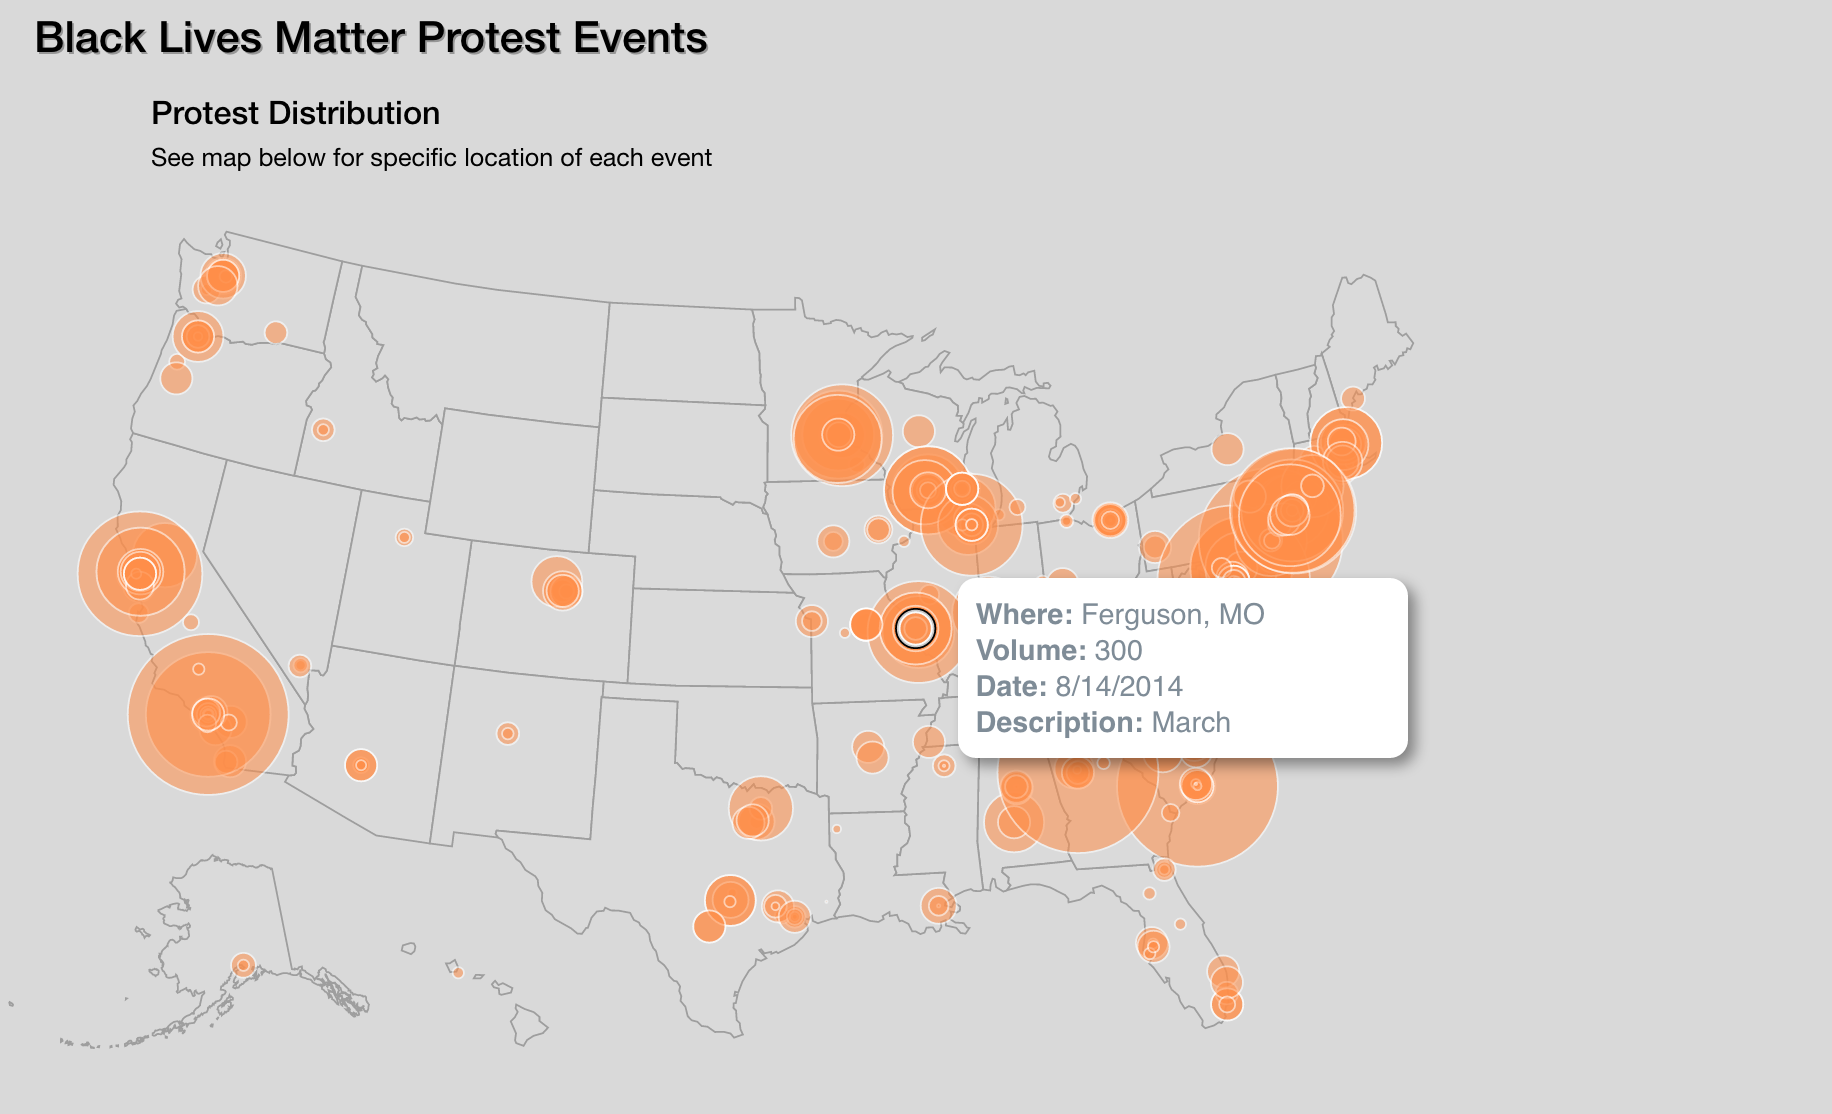 Black Lives Matter Protest Events
Protest Distribution
See map below for specific location of each event
Where: Ferguson, MO
Volume: 300
Date: 8/14/2014
Description: March